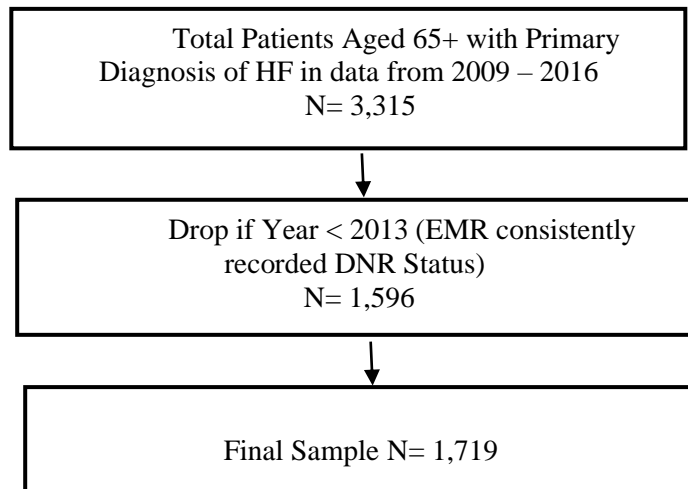 Total Patients Aged 65+ with Primary
Diagnosis of HF in data from 2009 – 2016
N= 3,315
Drop if Year < 2013 (EMR consistently
recorded DNR Status)
N= 1,596
Final Sample N= 1,719